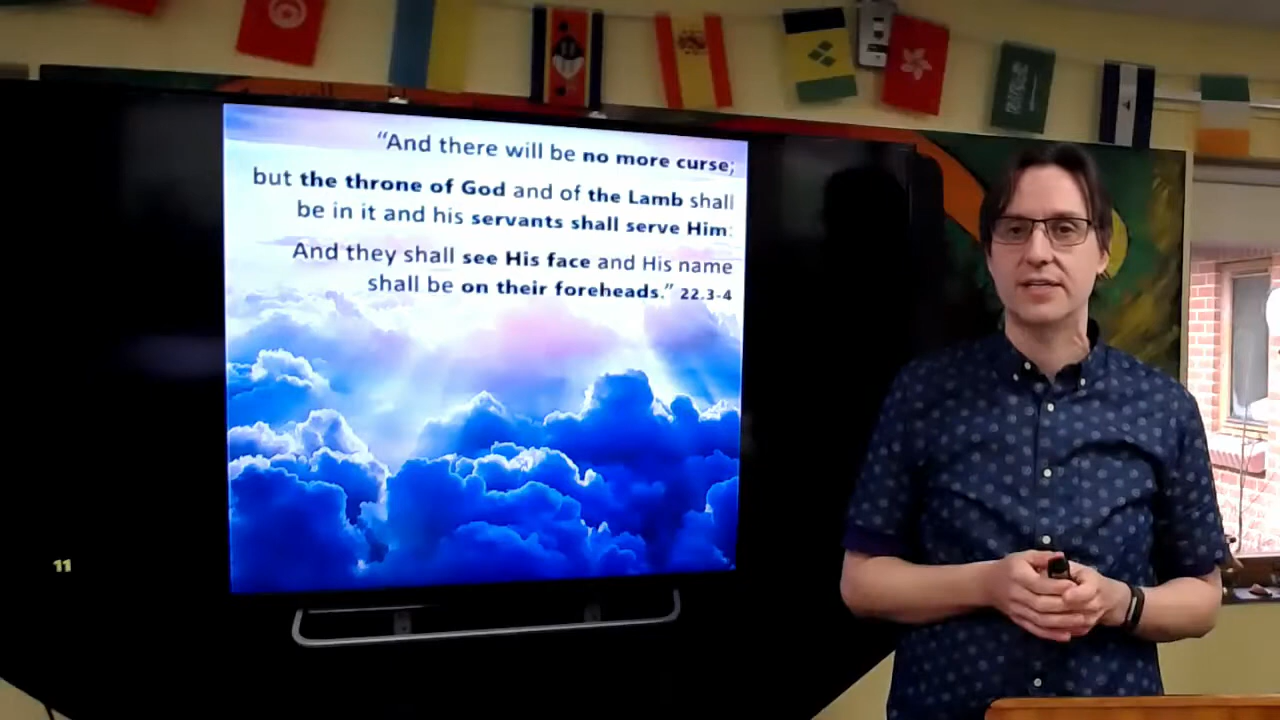 “And there will be no more curse;
but the throne of God and of the Lamb shall
be in it and his servants shall serve Him:
And they shall see His face and His name
shall be on their foreheads.” 22.3-4
11